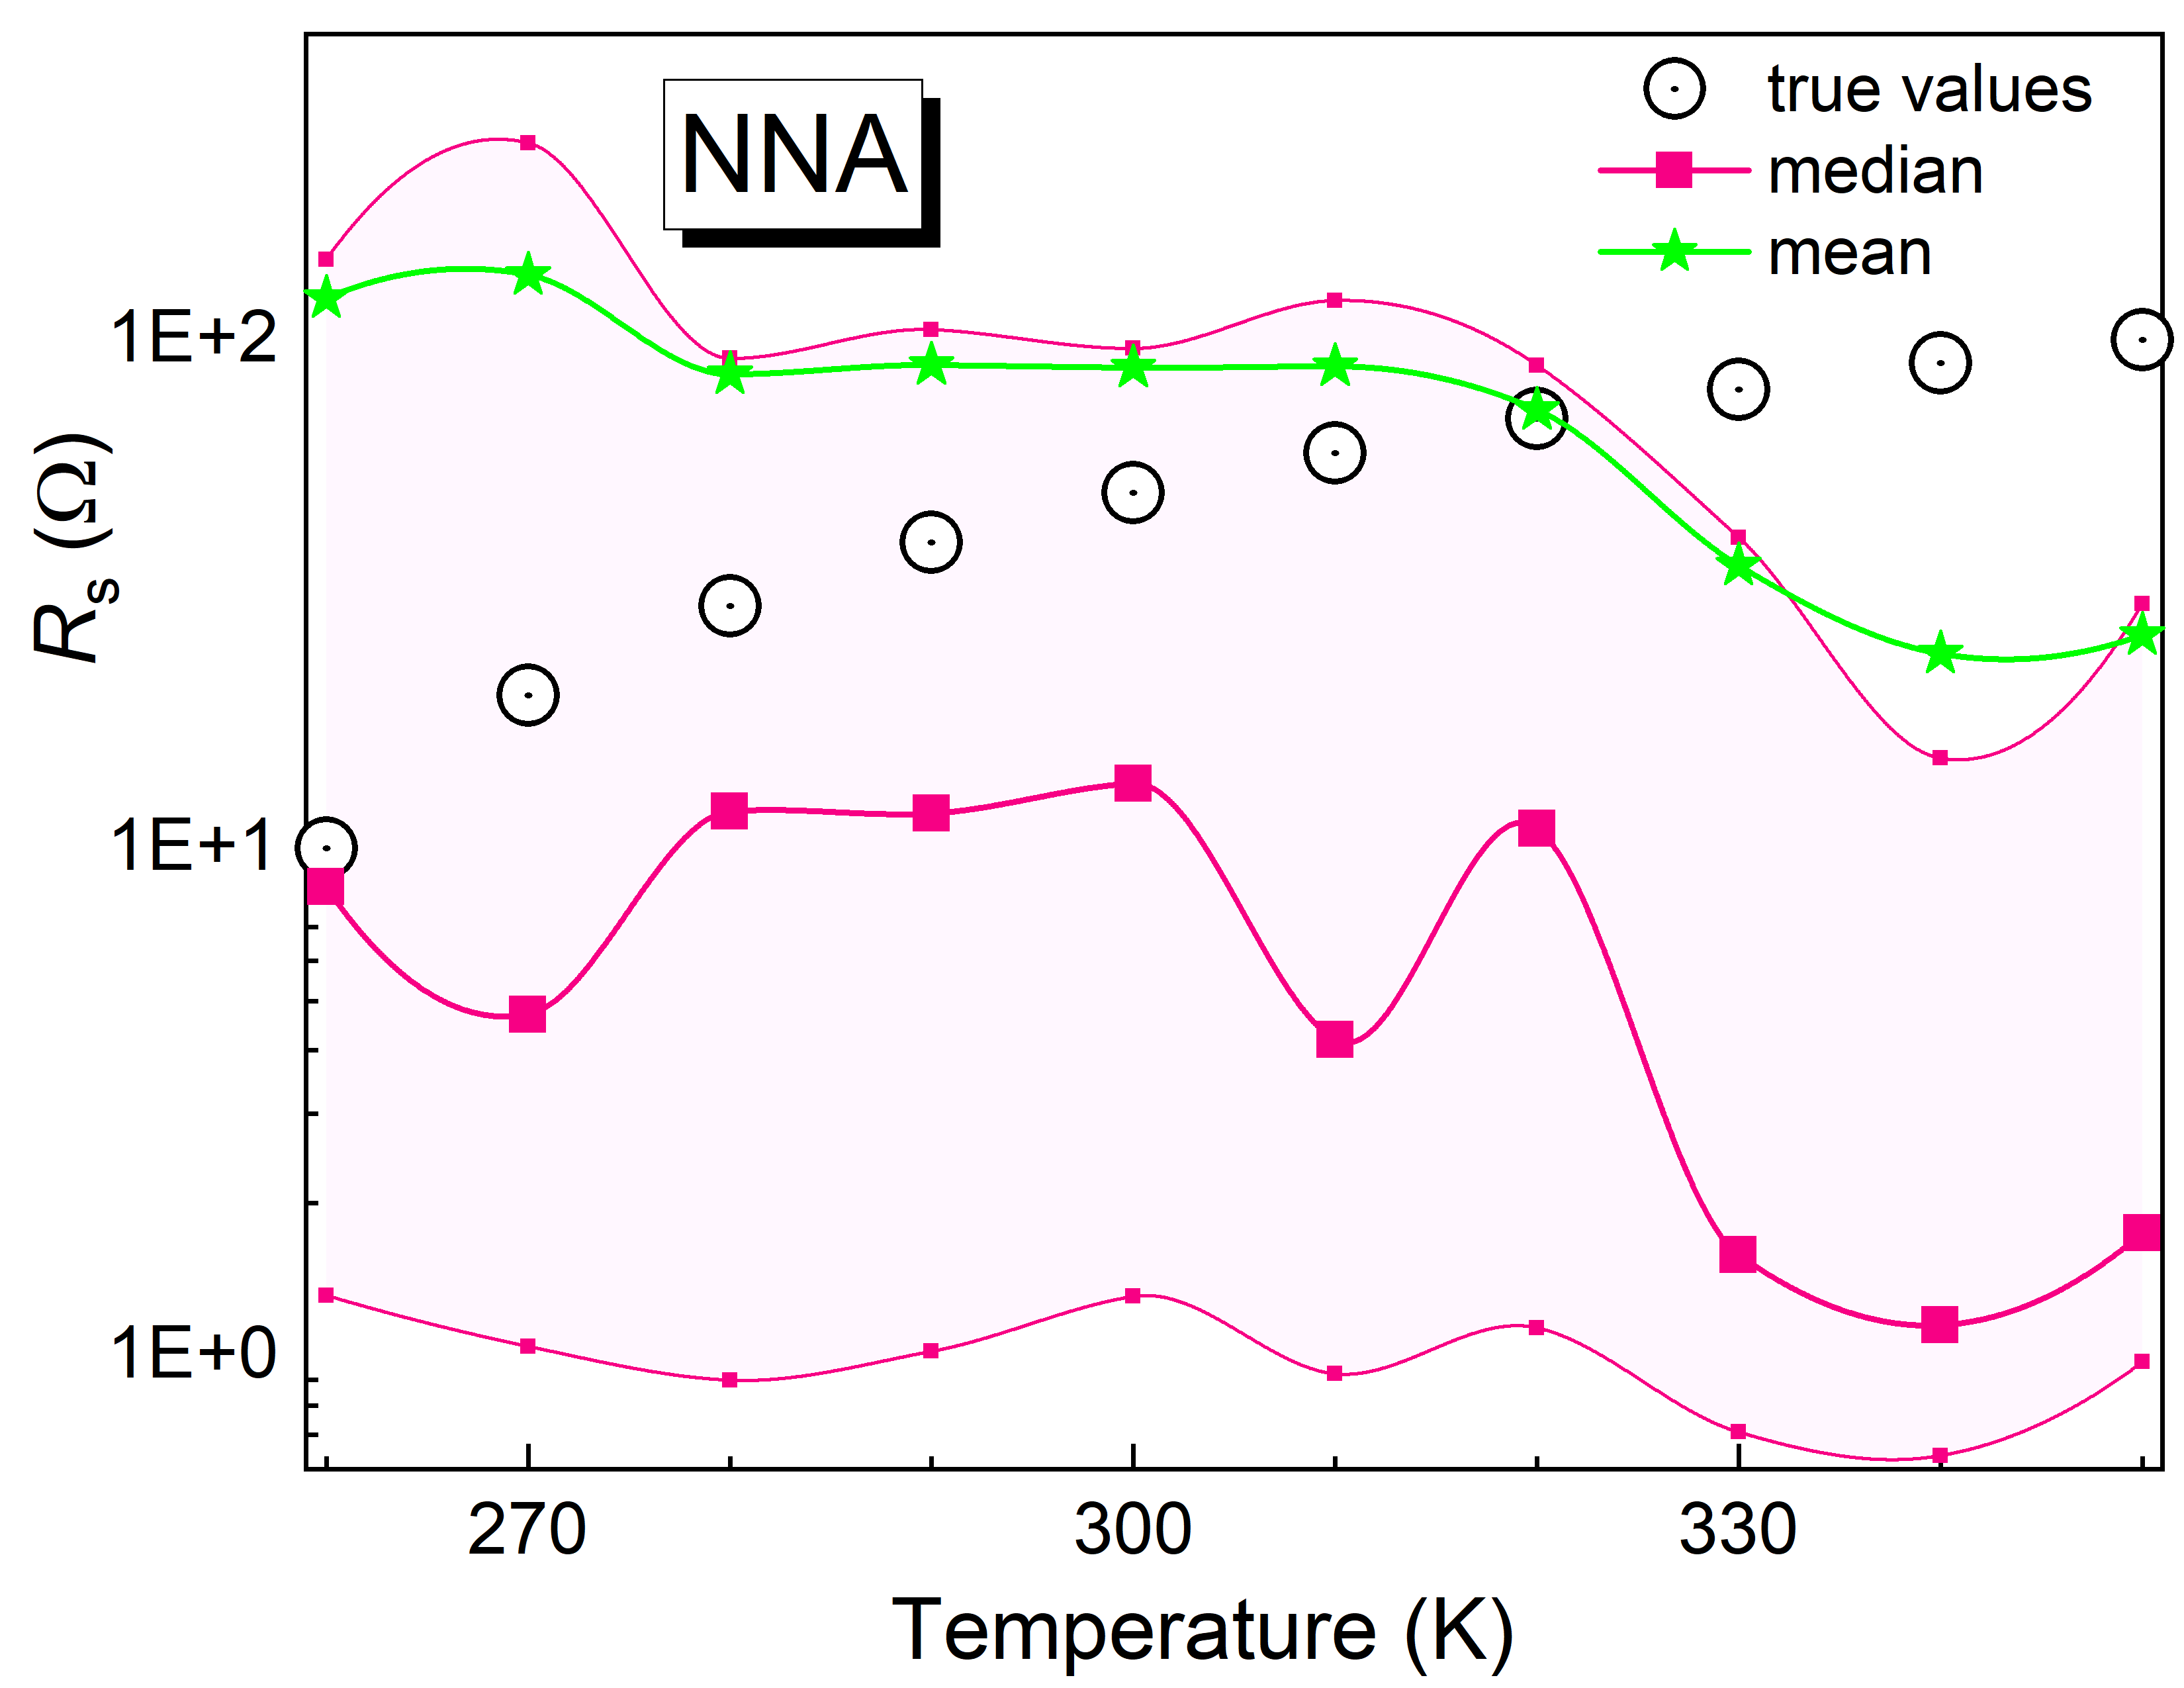 NNA
true values
median
mean
1E+2
1E+1
1E+0
Rs (Ω)
270
300
330
Temperature (K)